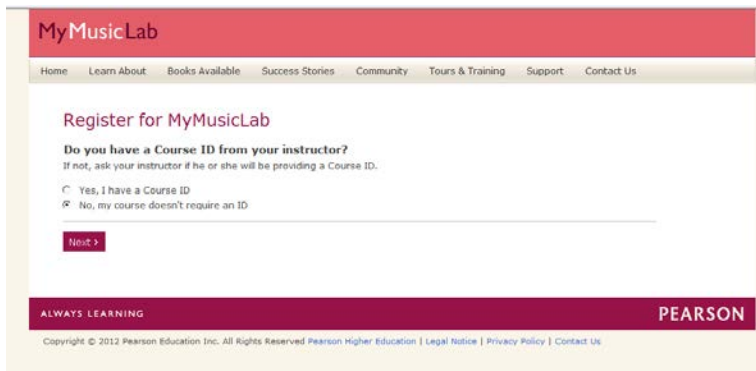 MyMusicLab
Home Learn About Books Available Success Stories Community Tours & Training Support Contact Us
Register for MyMusicLab
Do you have a Course ID from your instructor?
If not, ask your instructor if he or she will be providing a Course ID.
Yes, I have a Course ID
No, my course doesn't require an ID
Next >
ALWAYS LEARNING PEARSON
Copyright © 2012 Pearson Education Inc. All Rights Reserved Pearson Higher Education | Legal Notice | Privacy Policy | Contact Us